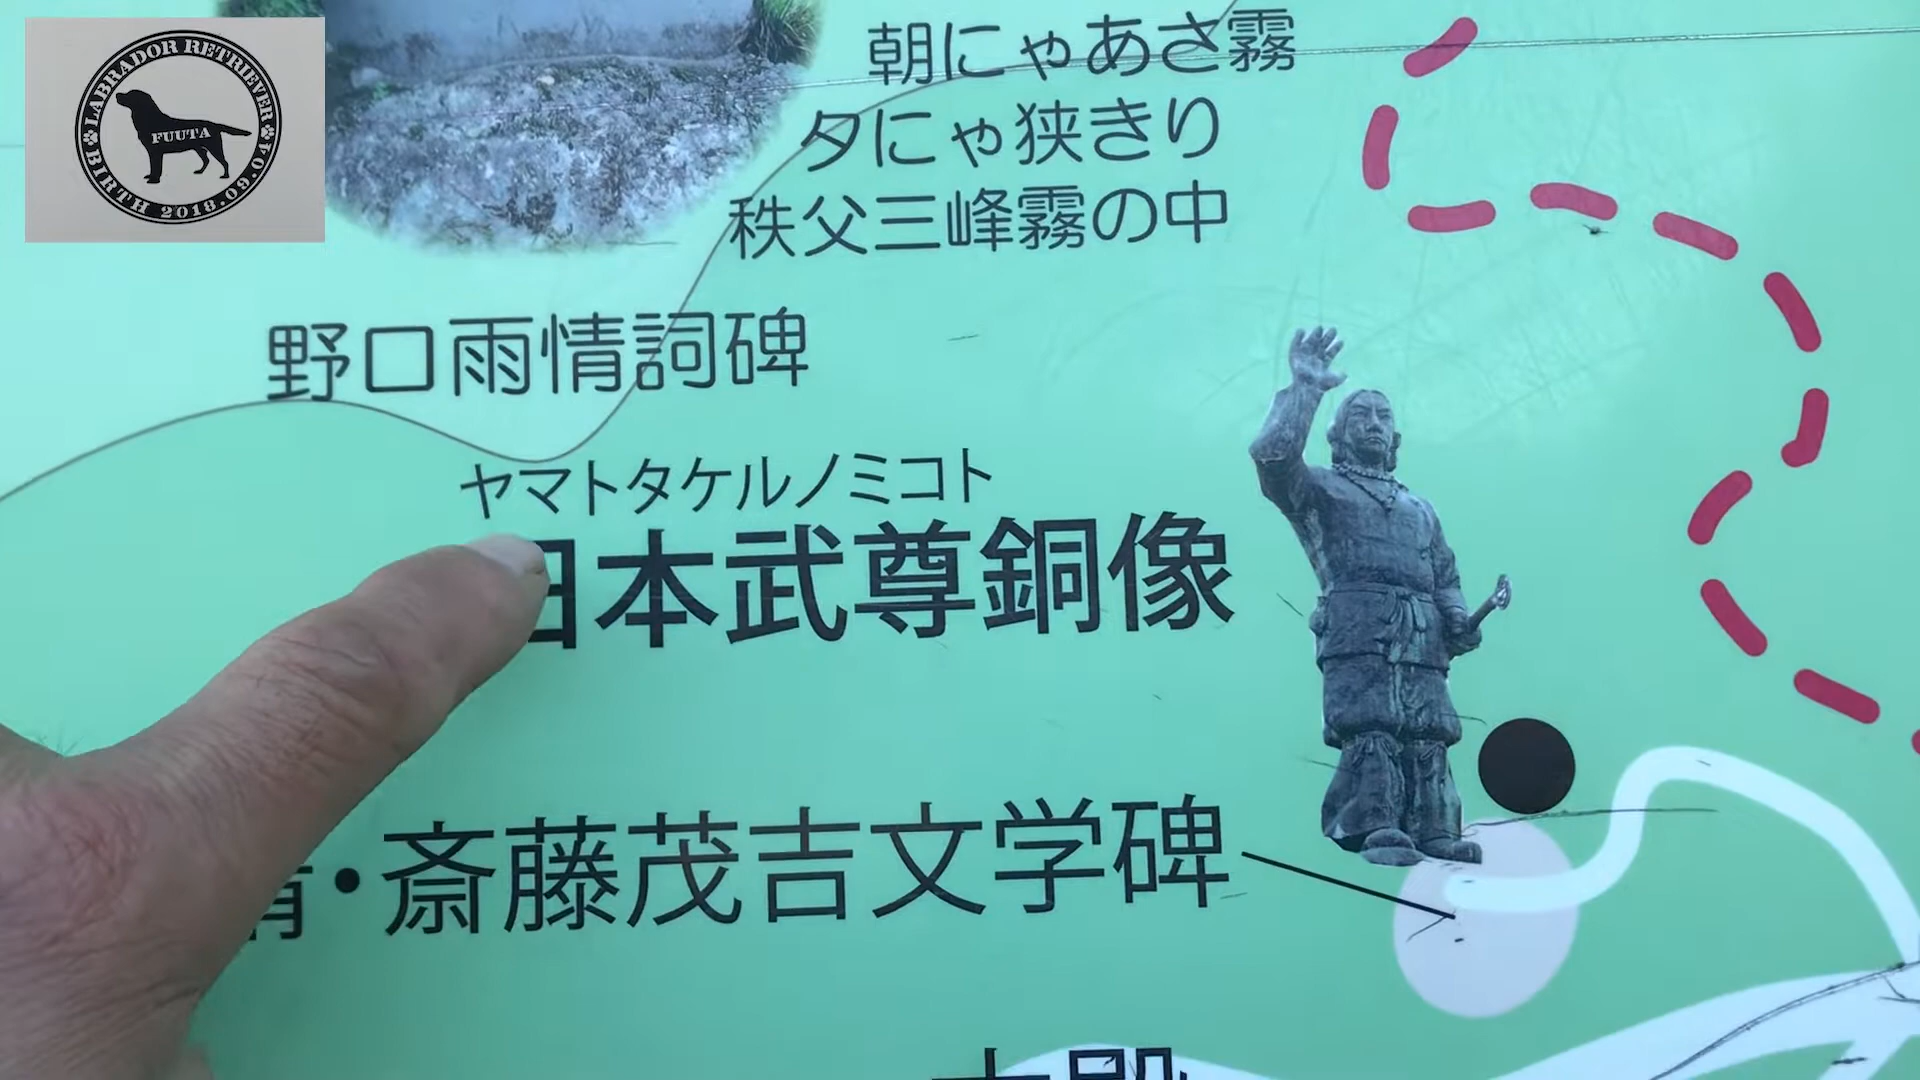 LABRADOR RETRIEVER
FUUTA
BIRTH 2018.09.04
朝にゃあさ霧
夕にゃ狭きり
秩父三峰霧の中
野口雨情詞碑
ヤマトタケルノミコト
日本武尊銅像
・斎藤茂吉文学碑